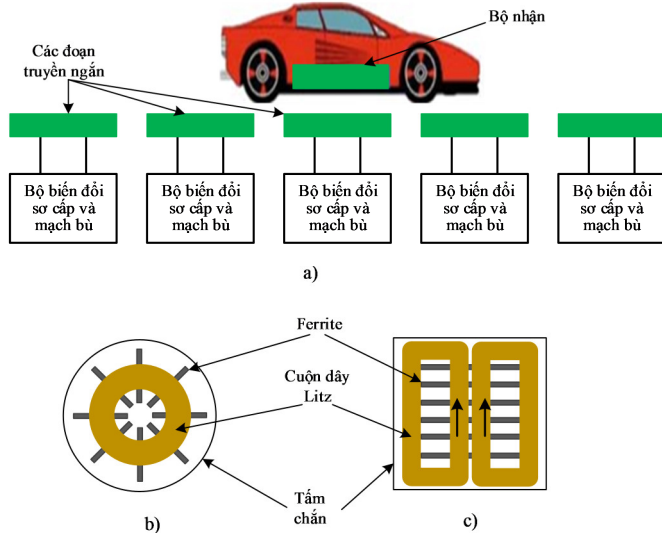 Bộ nhận
Các đoạn
truyền ngắn
Bộ biến đổi
sơ cấp và
mạch bù
Bộ biến đổi
sơ cấp và
mạch bù
Bộ biến đổi
sơ cấp và
mạch bù
Bộ biến đổi
sơ cấp và
mạch bù
Bộ biến đổi
sơ cấp và
mạch bù
a)
Ferrite
Cuộn dây
Litz
Tấm
chắn
b)
c)